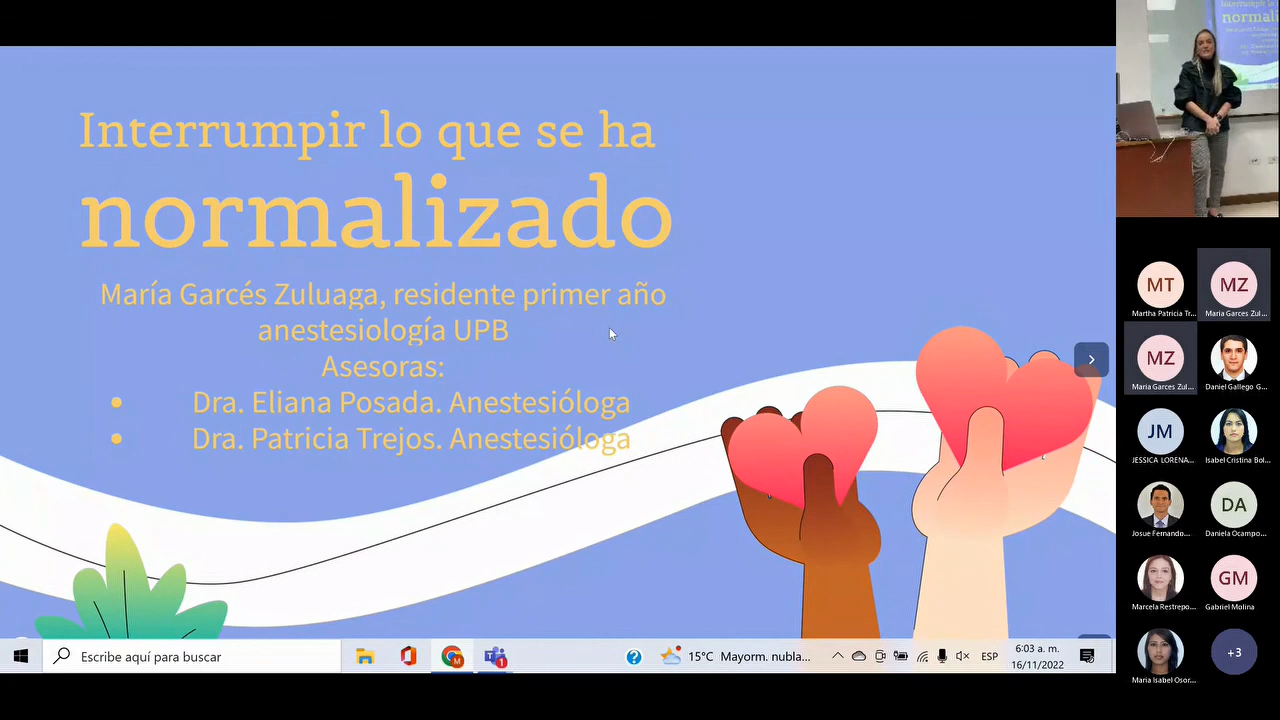 Interrumpir lo que se ha
normalizado
María Garcés Zuluaga, residente primer año
anestesiología UPB
Asesoras:
• Dra. Eliana Posada. Anestesióloga
• Dra. Patricia Trejos. Anestesióloga
Escribe aquí para buscar
1
15°C Mayorm. nubla...
ESP
6:03 a. m.
16/11/2022
normali
MT
Martha Patricia Tr...
MZ
Maria Garces Zul...
MZ
Maria Garces Zul...
Daniel Gallego G...
JM
JESSICA LORENA...
Isabel Cristina Bol...
Josue Fernando...
DA
Daniela Ocampo...
Marcela Restrepo...
GM
Gabriel Molina
Maria Isabel Osor...
+3